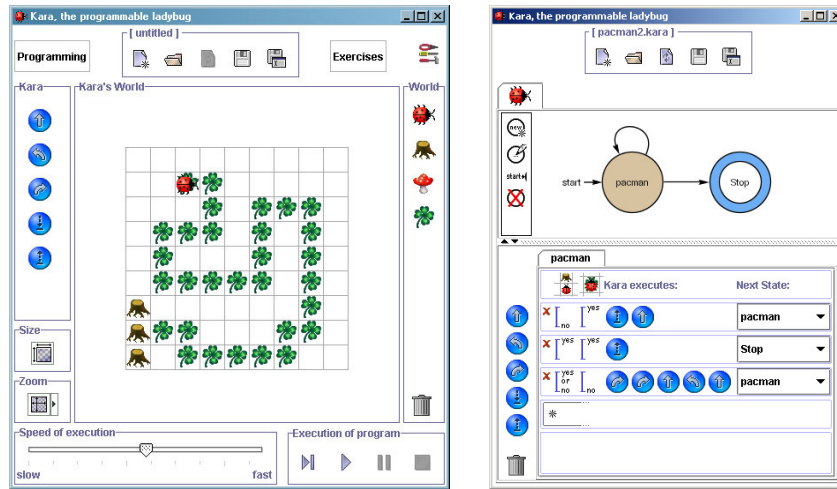 Kara, the programmable ladybug
[ untitled ]
Programming
Exercises
Kara
Kara's World
World
Size
Zoom
Speed of execution
slow
fast
Execution of program
Kara, the programmable ladybug
[ pacman2.kara ]
new
start
start
pacman
Stop
pacman
Kara executes:
Next State:
no
yes
pacman
yes
yes
Stop
yes
or
no
no
pacman